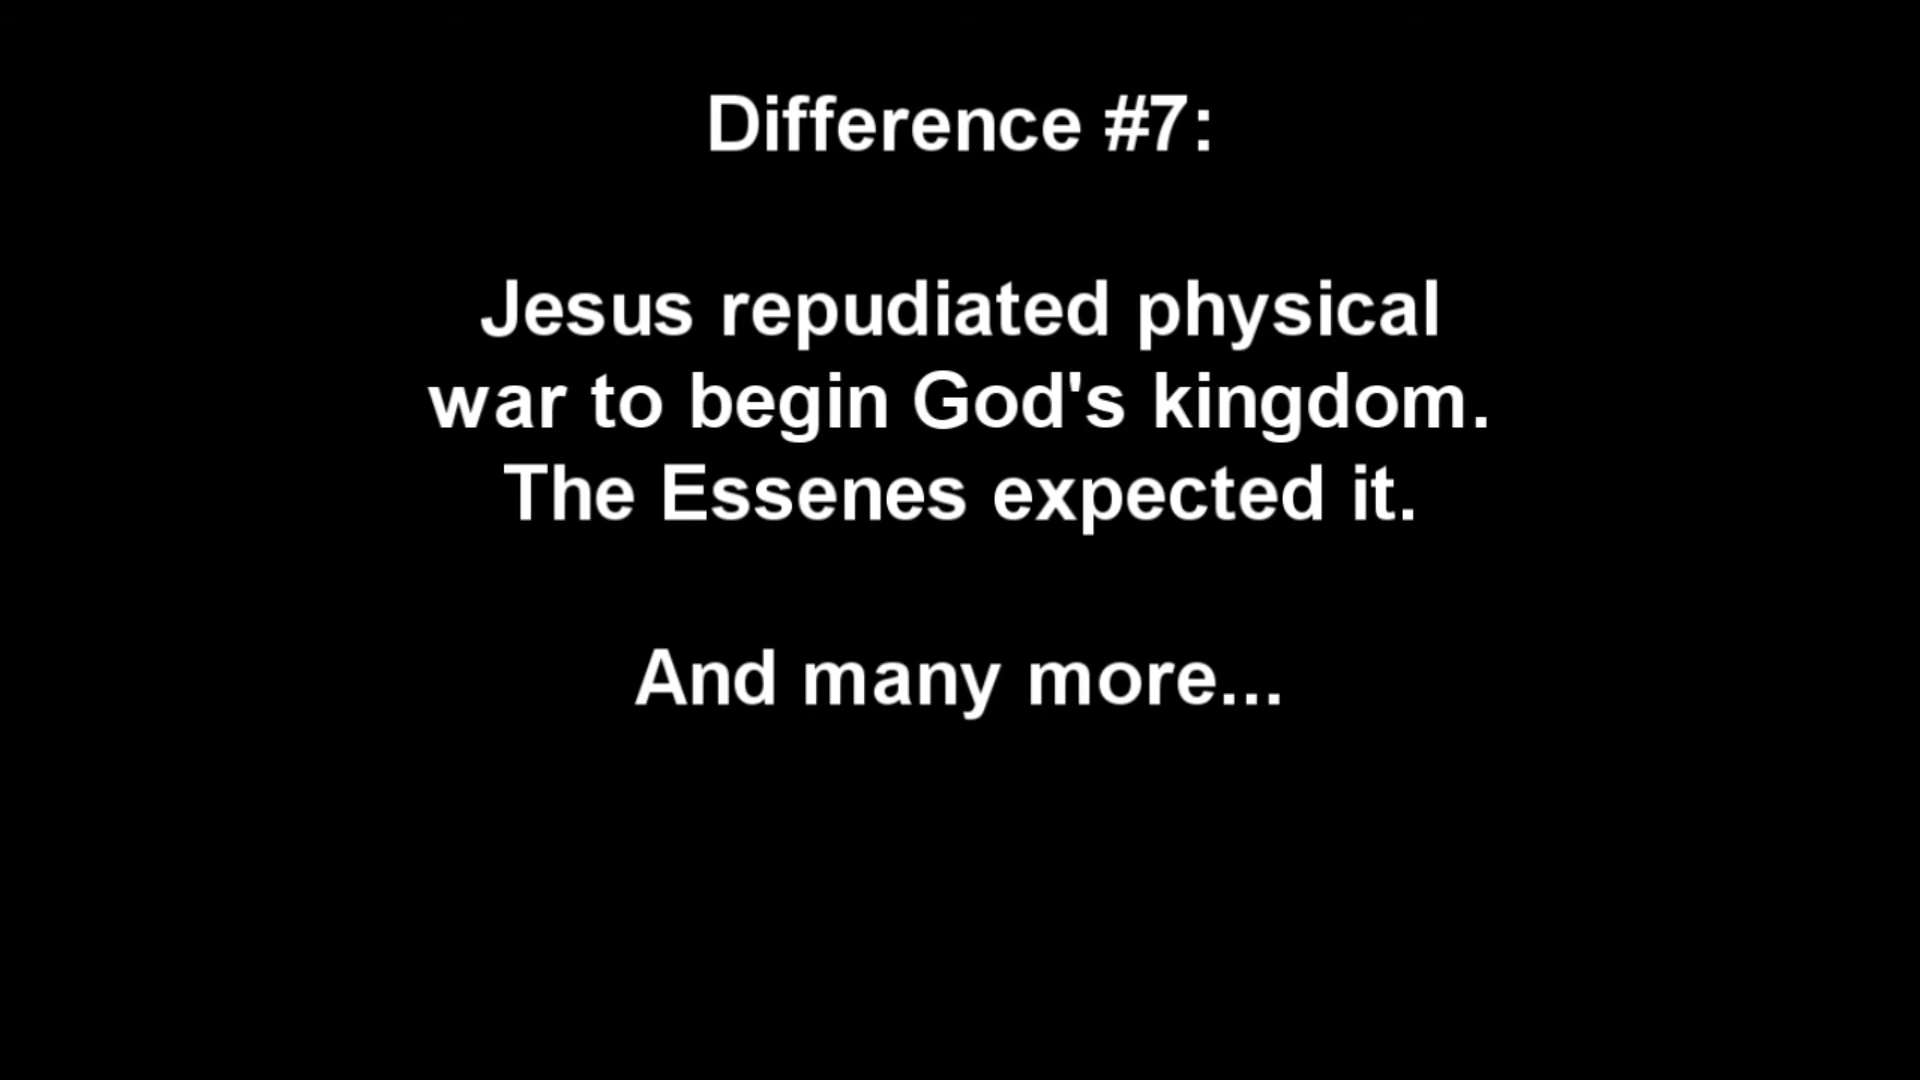 Difference #7:
Jesus repudiated physical
war to begin God's kingdom.
The Essenes expected it.
And many more...